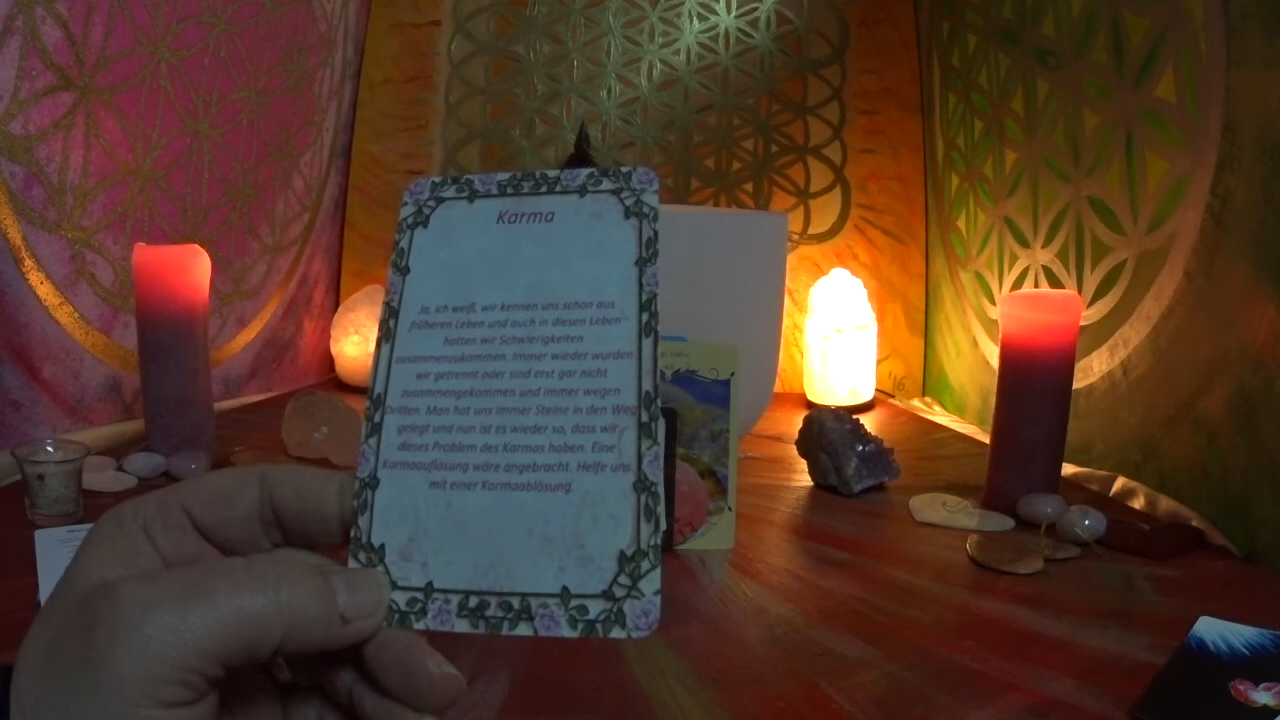 Karma
Ja, ich weiß, wir kennen uns schon aus
früheren Leben und auch in diesen Leben
hatten wir Schwierigkeiten
zusammenzukommen. Immer wieder wurden
wir getrennt oder sind erst gar nicht
zusammengekommen und immer wegen
Dritten. Man hat uns immer Steine in den Weg
gelegt und nun ist es wieder so, dass wir
dieses Problem des Karmas haben. Eine
Karmaauflösung wäre angebracht. Helfe uns
mit einer Karmaablösung.
'16